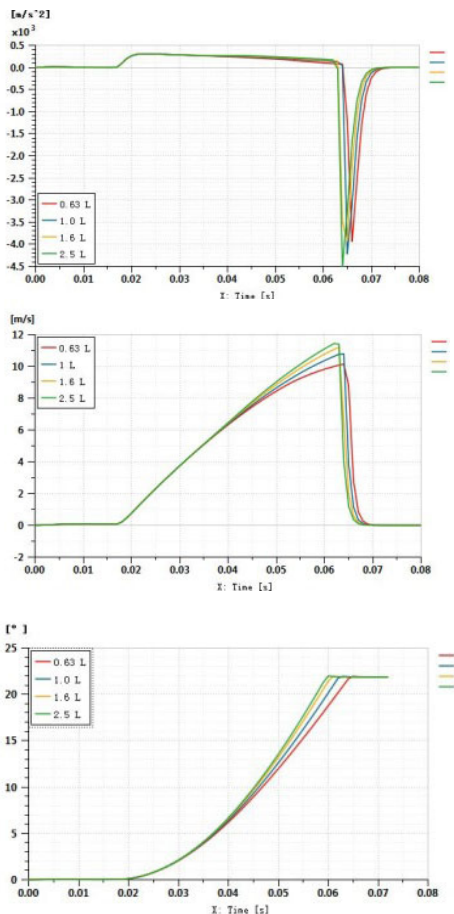 [m/s^2]
x10³
0.5
0.0
-0.5
-1.0
-1.5
-2.0
-2.5
-3.0
-3.5
-4.0
-4.5
0.63 L
1.0 L
1.6 L
2.5 L
0.00 0.01 0.02 0.03 0.04 0.05 0.06 0.07 0.08
X: Time [s]
[m/s]
12
10
8
6
4
2
0
-2
0.63 L
1 L
1.6 L
2.5 L
0.00 0.01 0.02 0.03 0.04 0.05 0.06 0.07 0.08
X: Time [s]
[°]
25
20
15
10
5
0
0.63 L
1.0 L
1.6 L
2.5 L
0.00 0.01 0.02 0.03 0.04 0.05 0.06 0.07 0.08
X: Time [s]